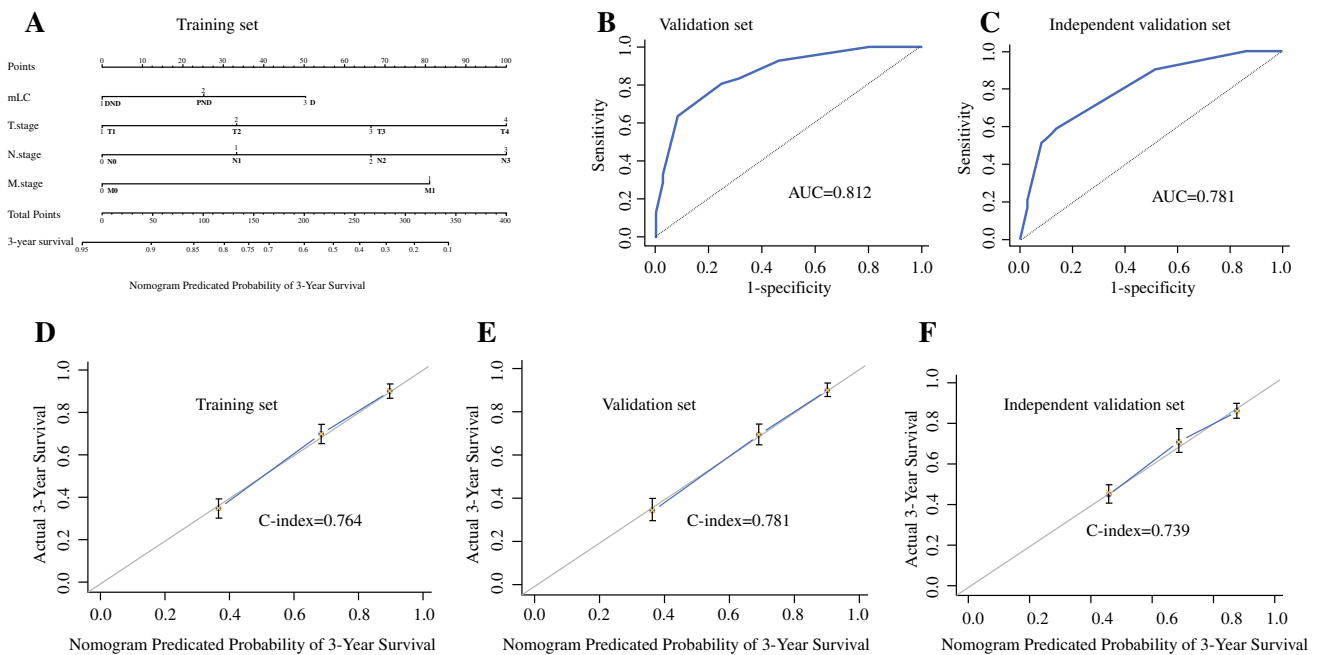 A Training set
Points 0 10 20 30 40 50 60 70 80 90 100
mLC 1 DND 2 PND 3 D
T.stage 1 T1 2 T2 3 T3 4 T4
N.stage 0 N0 1 N1 2 N2 3 N3
M.stage 0 M0 1 M1
Total Points 0 50 100 150 200 250 300 350 400
3-year survival 0.95 0.9 0.85 0.8 0.75 0.7 0.6 0.5 0.4 0.3 0.2 0.1
Nomogram Predicated Probability of 3-Year Survival
B Validation set
Sensitivity
0.0 0.2 0.4 0.6 0.8 1.0
AUC=0.812
0.0 0.2 0.4 0.6 0.8 1.0
1-specificity
C Independent validation set
Sensitivity
0.0 0.2 0.4 0.6 0.8 1.0
AUC=0.781
0.0 0.2 0.4 0.6 0.8 1.0
1-specificity
D
Training set
Actual 3-Year Survival
0.0 0.2 0.4 0.6 0.8 1.0
C-index=0.764
0.0 0.2 0.4 0.6 0.8 1.0
Nomogram Predicated Probability of 3-Year Survival
E
Validation set
Actual 3-Year Survival
0.0 0.2 0.4 0.6 0.8 1.0
C-index=0.781
0.0 0.2 0.4 0.6 0.8 1.0
Nomogram Predicated Probability of 3-Year Survival
F
Independent validation set
Actual 3-Year Survival
0.0 0.2 0.4 0.6 0.8 1.0
C-index=0.739
0.0 0.2 0.4 0.6 0.8 1.0
Nomogram Predicated Probability of 3-Year Survival